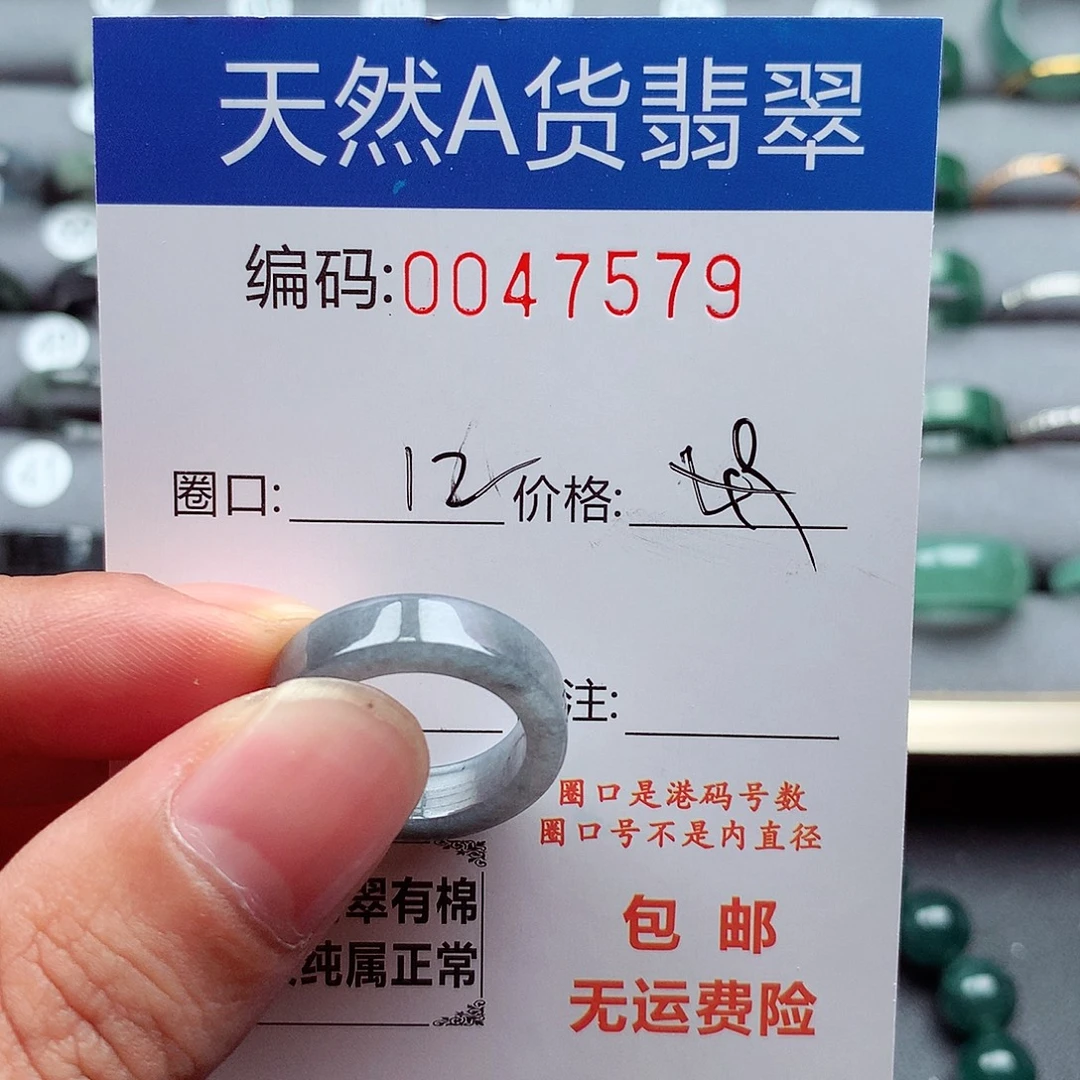 天然A货翡翠
编码:0047579
圈口: 12 价格:
注:
圈口是港码号数
圈口号不是内直径
翠有棉
纯属正常
包邮
无运费险